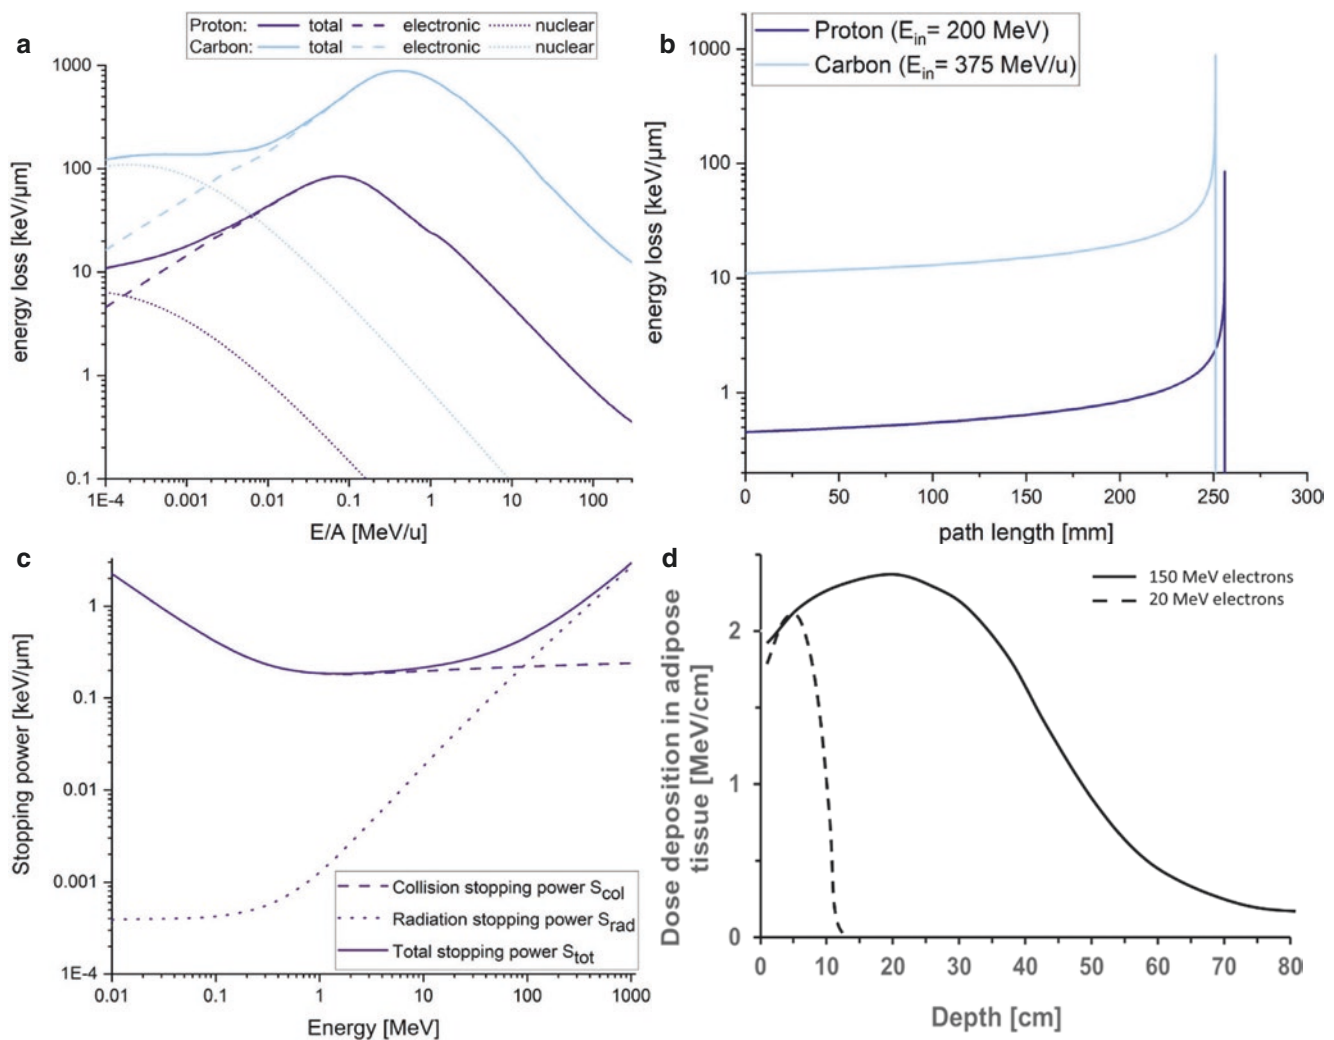 a
Proton: total electronic nuclear
Carbon: total electronic nuclear
1000
100
10
1
0.1
energy loss [keV/µm]
1E-4 0.001 0.01 0.1 1 10 100
E/A [MeV/u]
b
Proton (Ein= 200 MeV)
Carbon (Ein= 375 MeV/u)
1000
100
10
1
energy loss [keV/µm]
0 50 100 150 200 250 300
path length [mm]
c
1
0.1
0.01
0.001
1E-4
Stopping power [keV/µm]
Collision stopping power Scol
Radiation stopping power Srad
Total stopping power Stot
0.01 0.1 1 10 100 1000
Energy [MeV]
d
150 MeV electrons
20 MeV electrons
2
1
0
Dose deposition in adipose
tissue [MeV/cm]
0 10 20 30 40 50 60 70 80
Depth [cm]